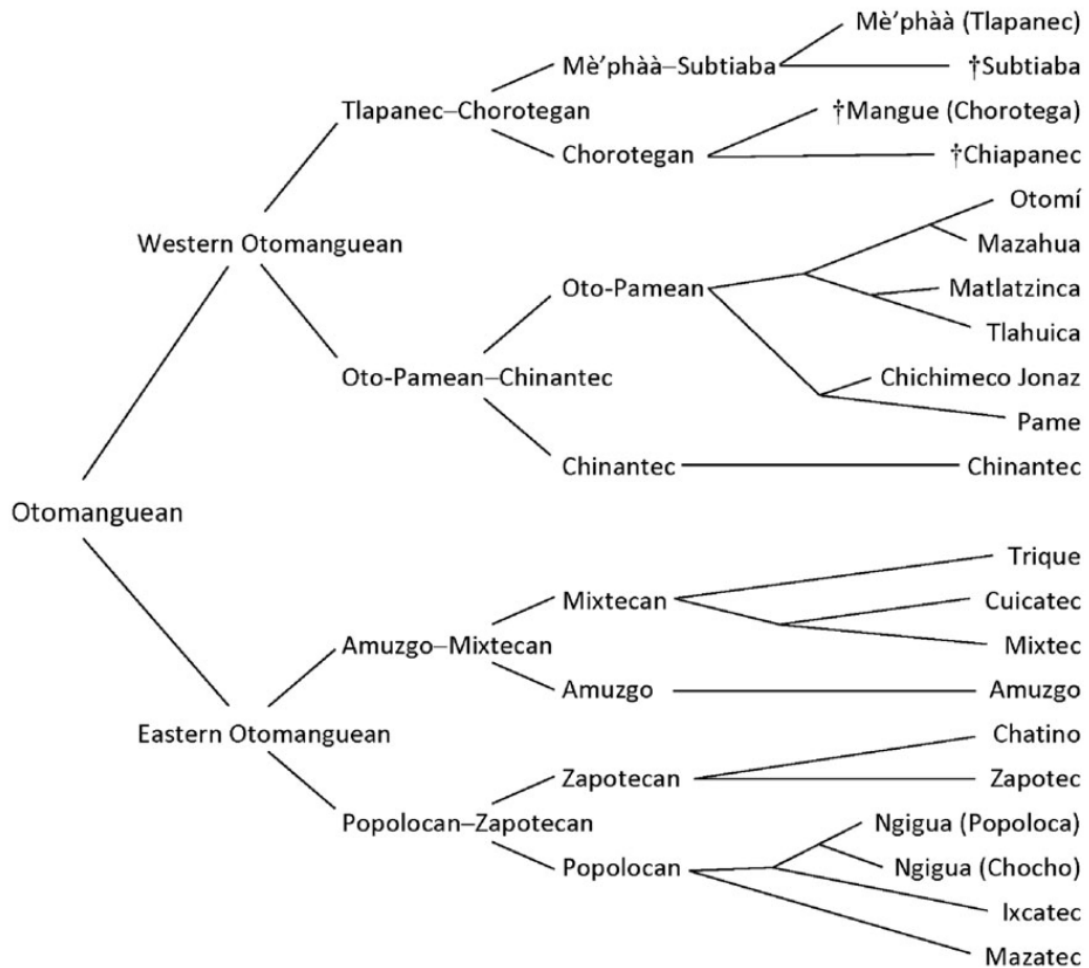 Mè’phàà (Tlapanec)
Mè’phàà–Subtiaba
†Subtiaba
Tlapanec–Chorotegan
†Mangue (Chorotega)
Chorotegan
†Chiapanec
Otomí
Western Otomanguean
Mazahua
Oto-Pamean
Matlatzinca
Tlahuica
Oto-Pamean–Chinantec
Chichimeco Jonaz
Pame
Chinantec
Chinantec
Otomanguean
Trique
Mixtecan
Cuicatec
Amuzgo–Mixtecan
Mixtec
Amuzgo
Amuzgo
Eastern Otomanguean
Chatino
Zapotecan
Zapotec
Popolocan–Zapotecan
Ngigua (Popoloca)
Popolocan
Ngigua (Chocho)
Ixcatec
Mazatec